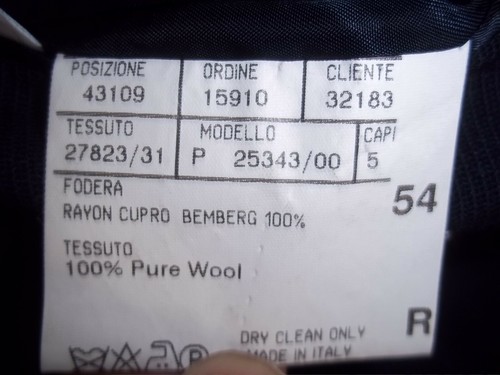 POSIZIONE ORDINE CLIENTE
43109 15910 32183
TESSUTO MODELLO CAPI
27823/31 P 25343/00 5
FODERA 54
RAYON CUPRO BEMBERG 100%
TESSUTO
100% Pure Wool
R
DRY CLEAN ONLY
P MADE IN ITALY